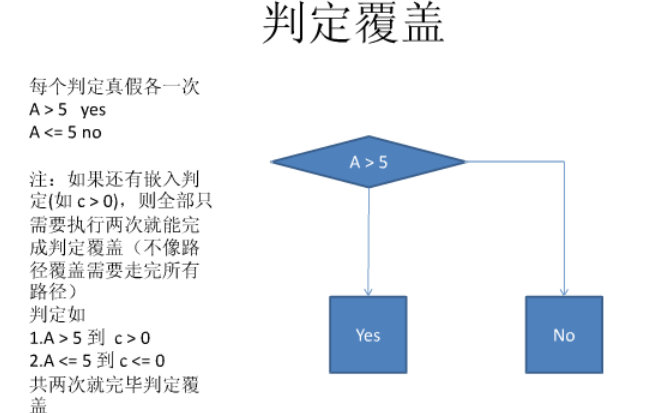 判定覆盖
每个判定真假各一次
A > 5 yes
A <= 5 no
注：如果还有嵌入判
定(如 c > 0)，则全部只
需要执行两次就能完
成判定覆盖（不像路
径覆盖需要走完所有
路径）
判定如
1.A > 5 到 c > 0
2.A <= 5 到 c <= 0
共两次就完毕判定覆
盖
A > 5
Yes
No